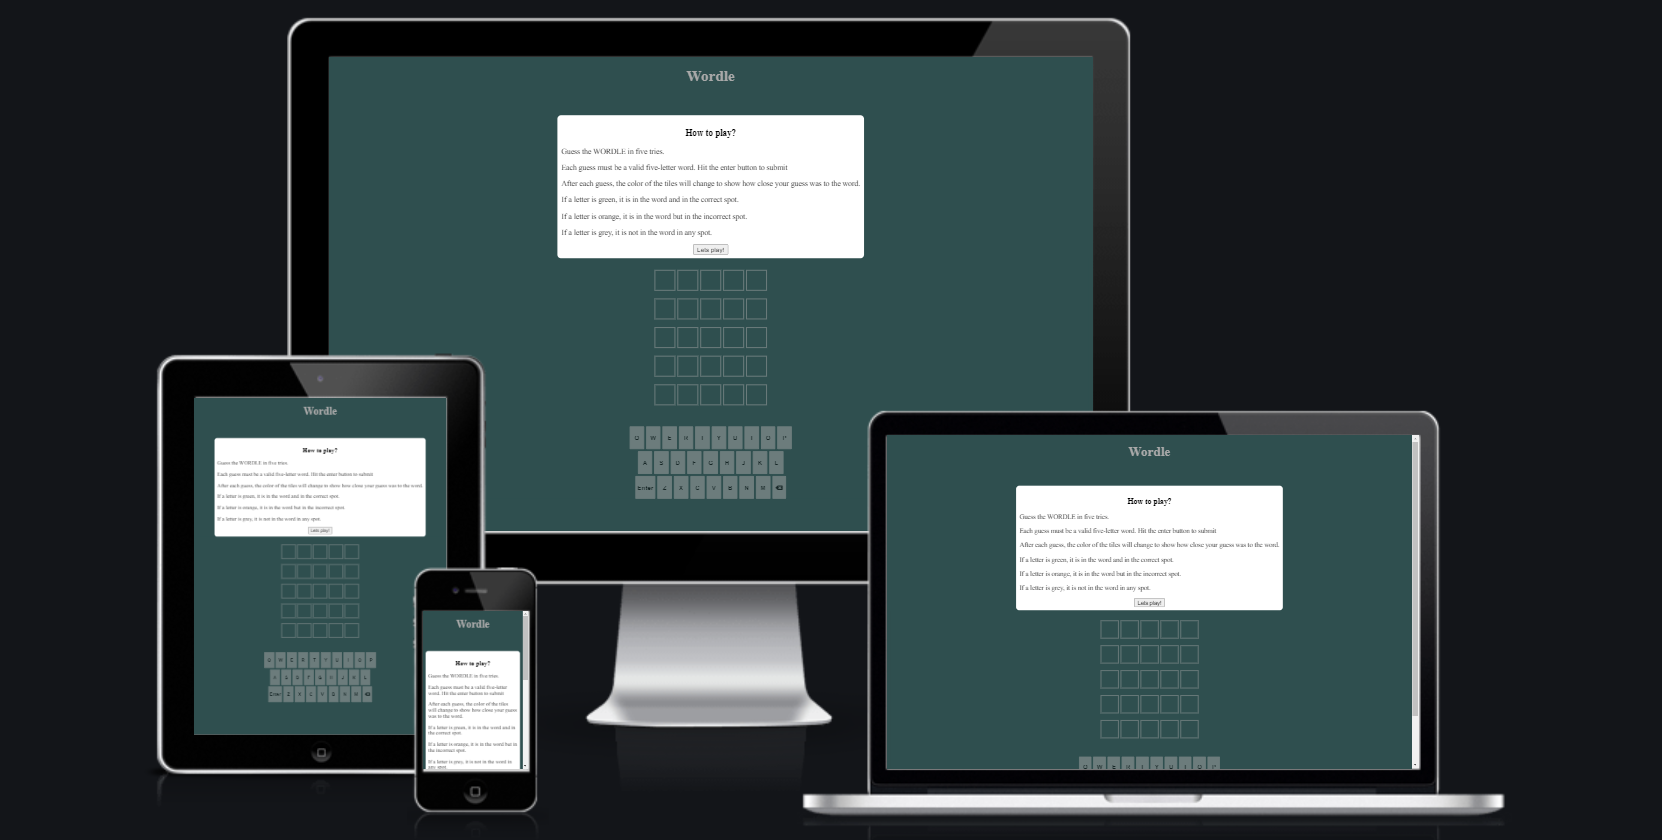 Wordle
How to play?
Guess the WORDLE in five tries.
Each guess must be a valid five-letter word. Hit the enter button to submit
After each guess, the color of the tiles will change to show how close your guess was to the word.
If a letter is green, it is in the word and in the correct spot.
If a letter is orange, it is in the word but in the incorrect spot.
If a letter is grey, it is not in the word in any spot.
Lets play!
Q W E R T Y U I O P
A S D F G H J K L
Enter Z X C V B N M
Wordle
How to play?
Guess the WORDLE in five tries.
Each guess must be a valid five-letter word. Hit the enter button to submit
After each guess, the color of the tiles will change to show how close your guess was to the word.
If a letter is green, it is in the word and in the correct spot.
If a letter is orange, it is in the word but in the incorrect spot.
If a letter is grey, it is not in the word in any spot.
Lets play!
Q W E R T Y U I O P
A S D F G H J K L
Enter Z X C V B N M
Wordle
How to play?
Guess the WORDLE in five tries.
Each guess must be a valid five-letter
word. Hit the enter button to submit
After each guess, the color of the tiles
will change to show how close your guess
was to the word.
If a letter is green, it is in the word and in
the correct spot.
If a letter is orange, it is in the word but in
the incorrect spot.
If a letter is grey, it is not in the word in
any spot.
Wordle
How to play?
Guess the WORDLE in five tries.
Each guess must be a valid five-letter word. Hit the enter button to submit
After each guess, the color of the tiles will change to show how close your guess was to the word.
If a letter is green, it is in the word and in the correct spot.
If a letter is orange, it is in the word but in the incorrect spot.
If a letter is grey, it is not in the word in any spot.
Lets play!
Q W E R T Y U I O P